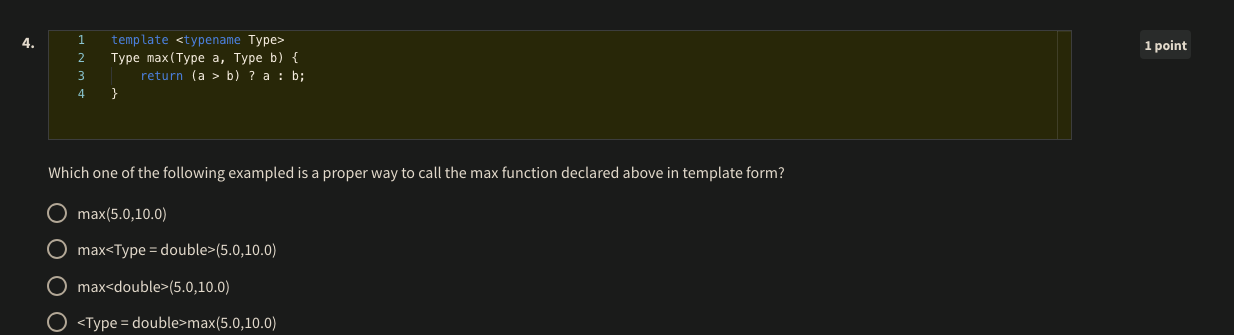 4.
1 point
1 template <typename Type>
2 Type max(Type a, Type b) {
3     return (a > b) ? a : b;
4 }
Which one of the following exampled is a proper way to call the max function declared above in template form?
max(5.0,10.0)
max<Type = double>(5.0,10.0)
max<double>(5.0,10.0)
<Type = double>max(5.0,10.0)